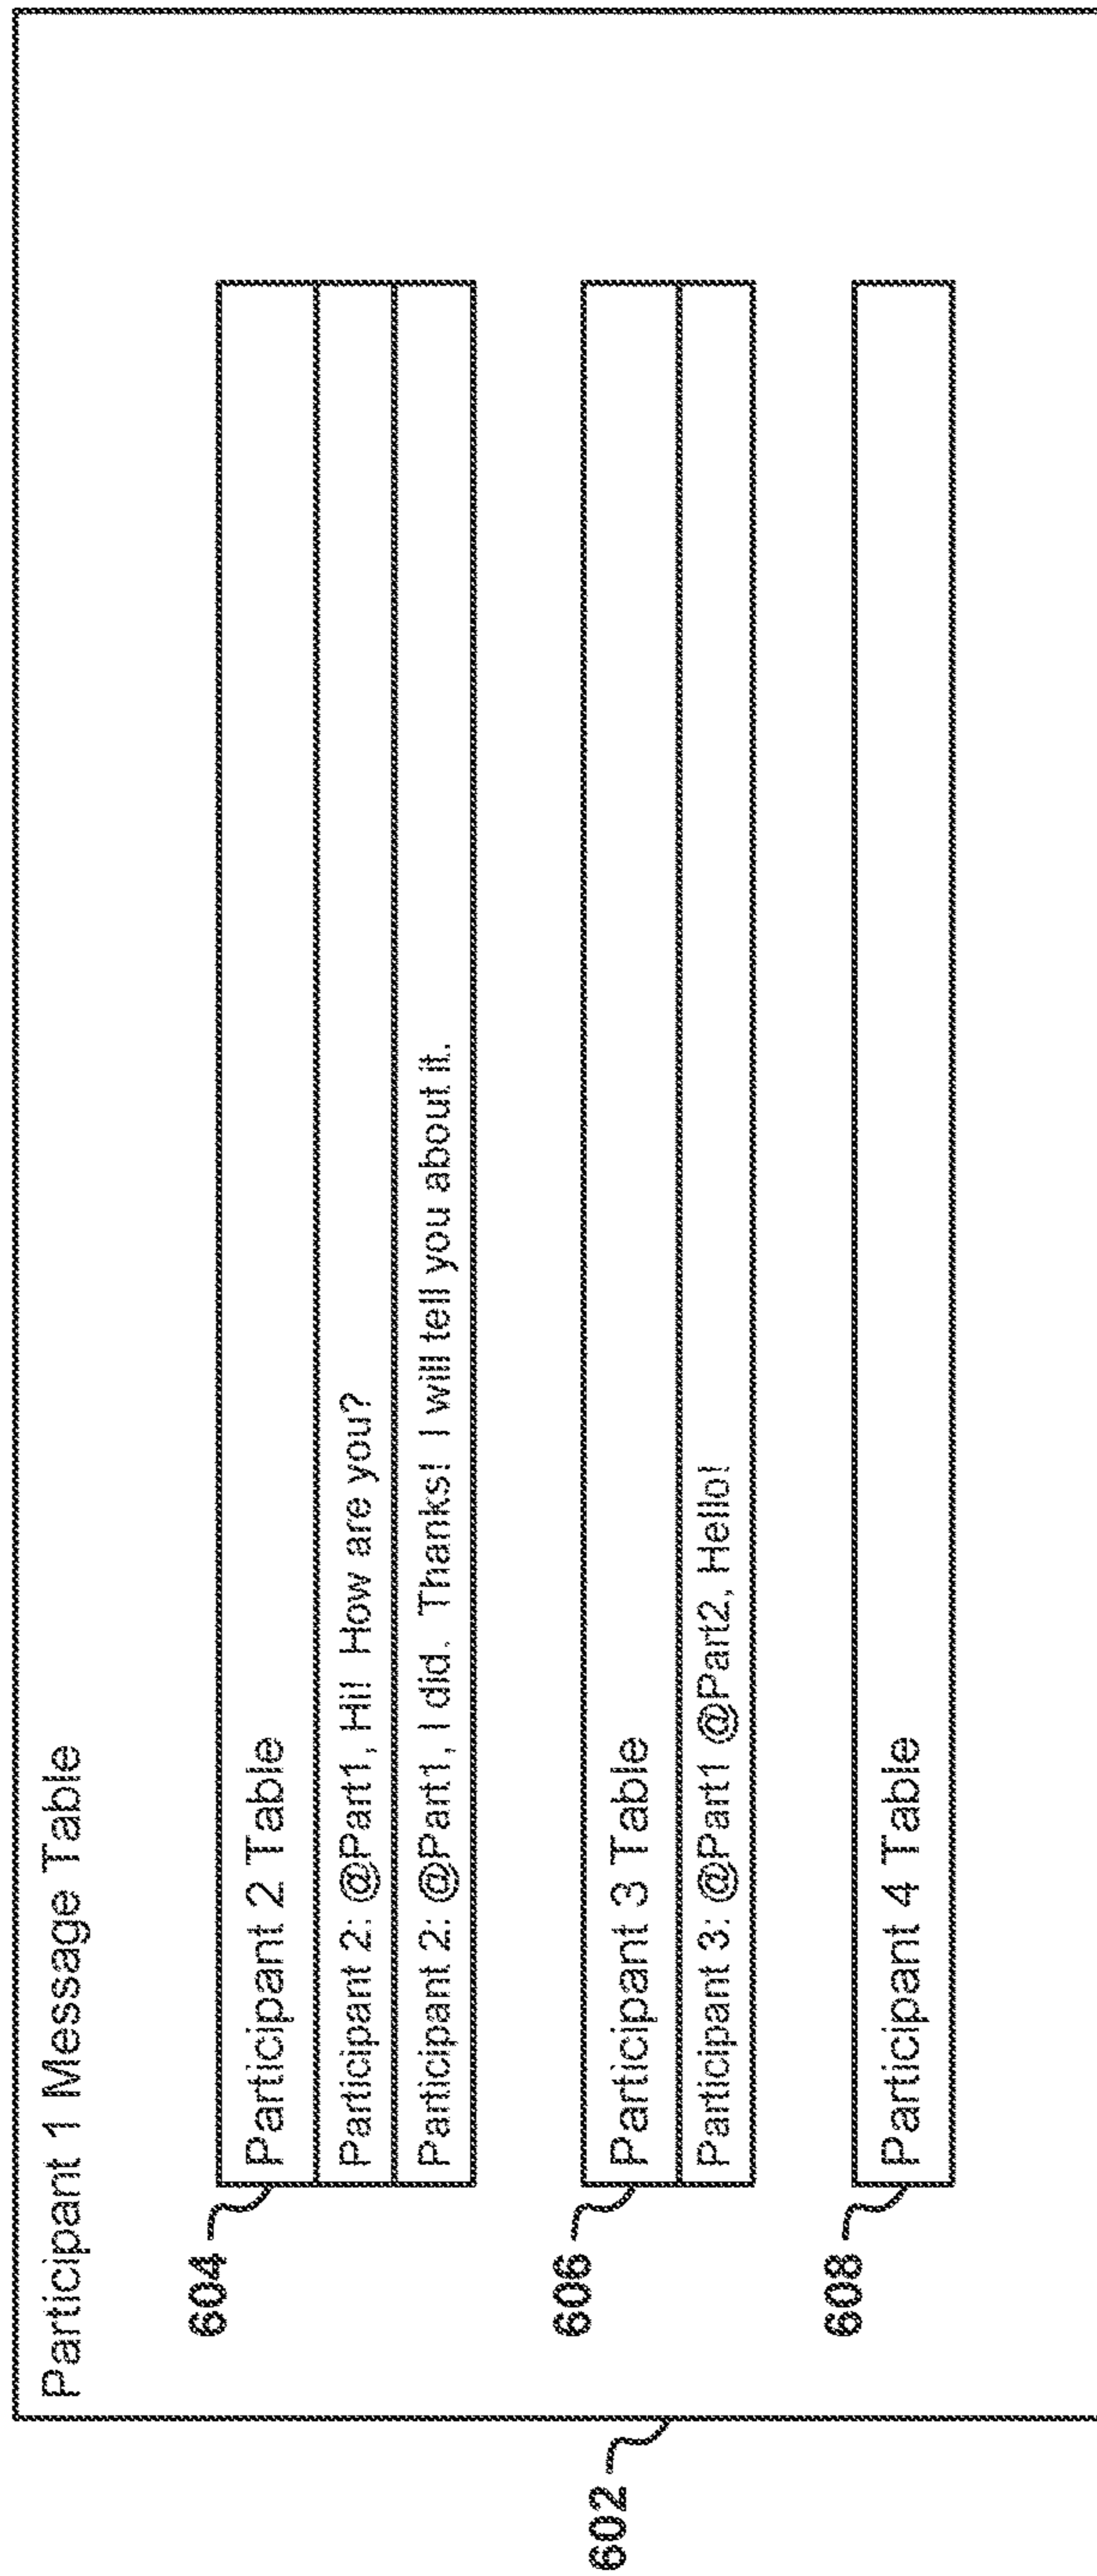 Participant 1 Message Table
602
604
Participant 2 Table
Participant 2: @Part1, Hi! How are you?
Participant 2: @Part1, I did. Thanks! I will tell you about it.
606
Participant 3 Table
Participant 3: @Part1 @Part2, Hello!
608
Participant 4 Table